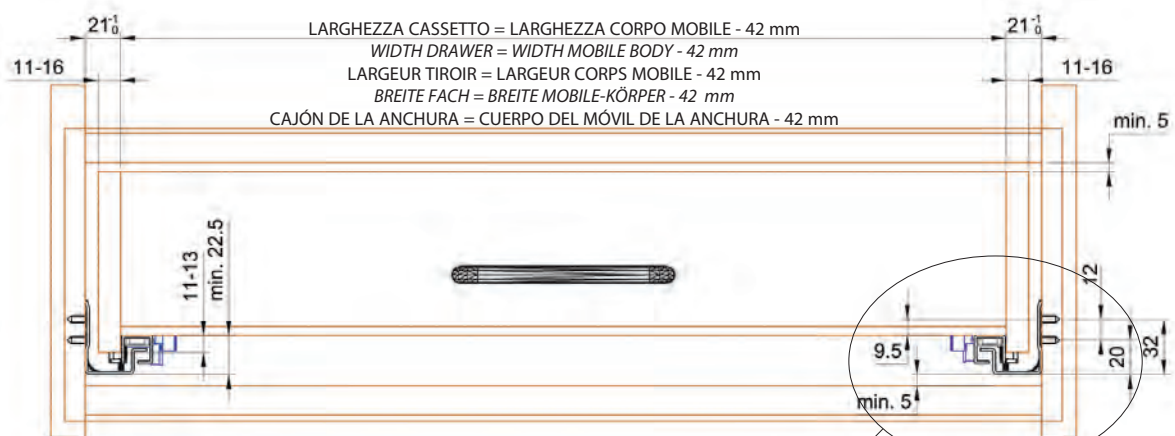 21⁻¹₀ LARGHEZZA CASSETTO = LARGHEZZA CORPO MOBILE - 42 mm 21⁻¹₀
WIDTH DRAWER = WIDTH MOBILE BODY - 42 mm
11-16 LARGEUR TIROIR = LARGEUR CORPS MOBILE - 42 mm 11-16
BREITE FACH = BREITE MOBILE-KÖRPER - 42 mm
CAJÓN DE LA ANCHURA = CUERPO DEL MÓVIL DE LA ANCHURA - 42 mm
min. 5
11-13
min. 22.5
12
9.5
20
32
min. 5